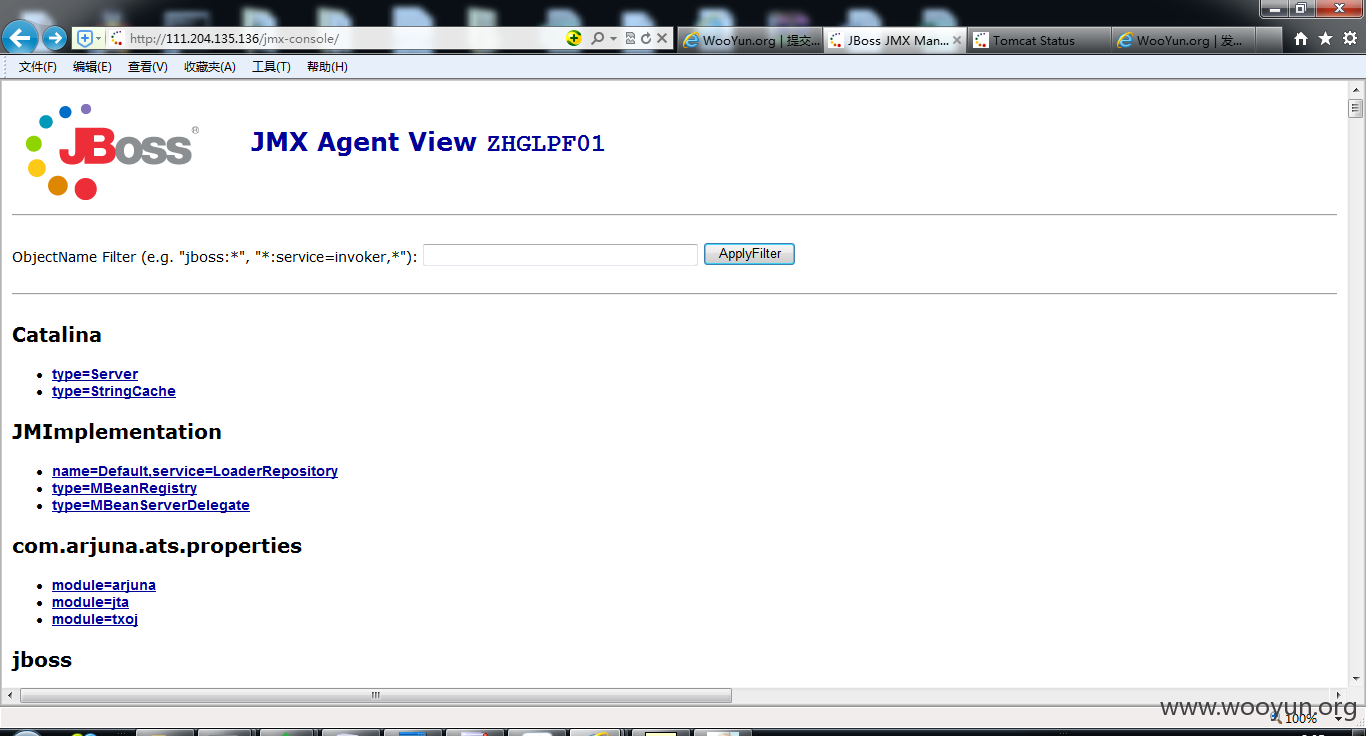 http://111.204.135.136/jmx-console/
WooYun.org | 提交...
JBoss JMX Man...
Tomcat Status
WooYun.org | 发...
文件(F) 编辑(E) 查看(V) 收藏夹(A) 工具(T) 帮助(H)
JBoss®
JMX Agent View ZHGLPF01
ObjectName Filter (e.g. "jboss:*", "*:service=invoker,*"): ApplyFilter
Catalina
type=Server
type=StringCache
JMImplementation
name=Default,service=LoaderRepository
type=MBeanRegistry
type=MBeanServerDelegate
com.arjuna.ats.properties
module=arjuna
module=jta
module=txoj
jboss
www.wooyun.org
100%